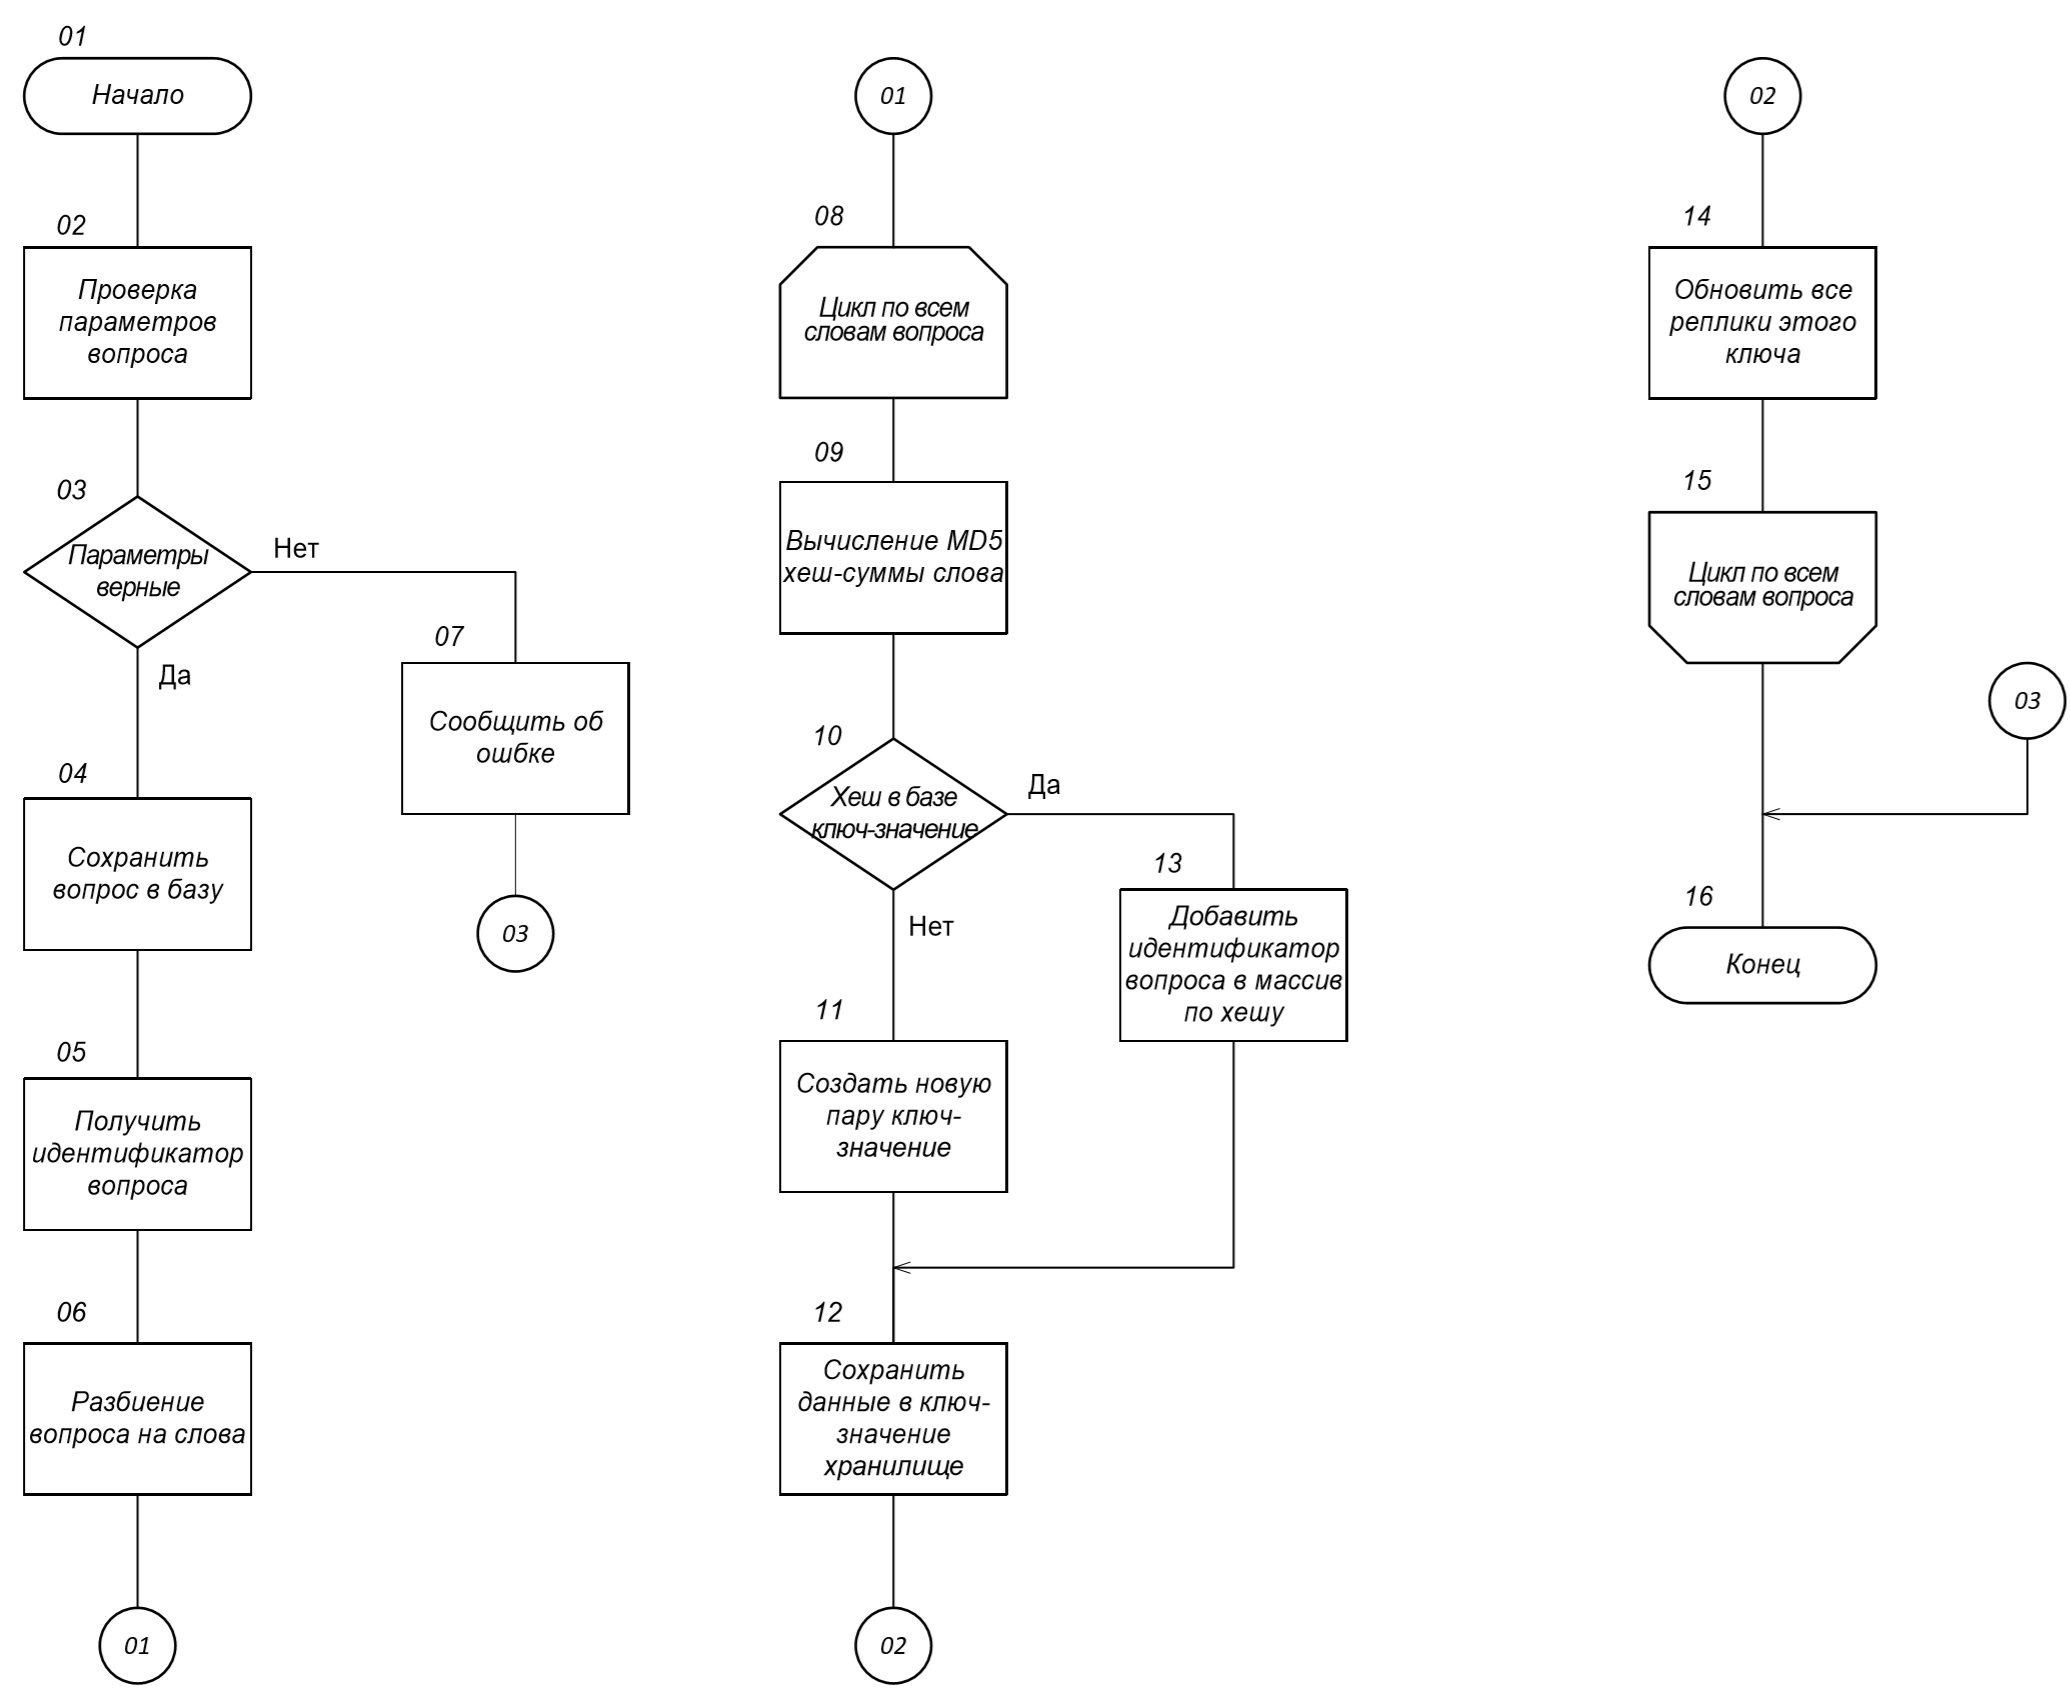 01
Начало
02
Проверка
параметров
вопроса
03
Параметры
верные
Нет
Да
07
Сообщить об
ошбке
03
04
Сохранить
вопрос в базу
05
Получить
идентификатор
вопроса
06
Разбиение
вопроса на слова
01
01
08
Цикл по всем
словам вопроса
09
Вычисление MD5
хеш-суммы слова
10
Хеш в базе
ключ-значение
Да
Нет
13
Добавить
идентификатор
вопроса в массив
по хешу
11
Создать новую
пару ключ-
значение
12
Сохранить
данные в ключ-
значение
хранилище
02
02
14
Обновить все
реплики этого
ключа
15
Цикл по всем
словам вопроса
03
16
Конец